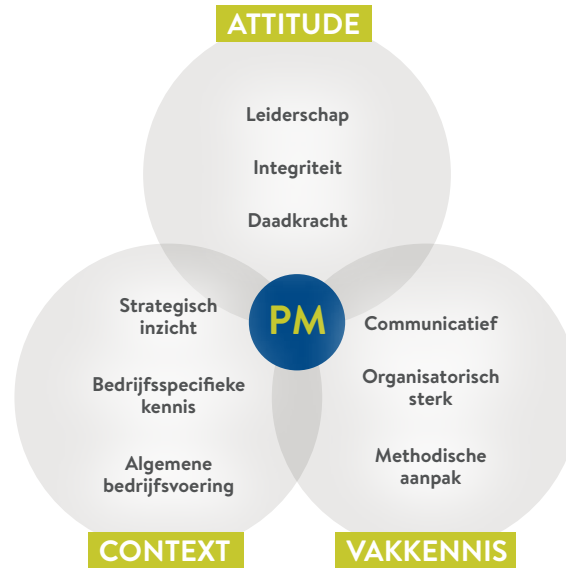 ATTITUDE
Leiderschap
Integriteit
Daadkracht
PM
Strategisch
inzicht
Bedrijfsspecifieke
kennis
Algemene
bedrijfsvoering
CONTEXT
Communicatief
Organisatorisch
sterk
Methodische
aanpak
VAKKENNIS